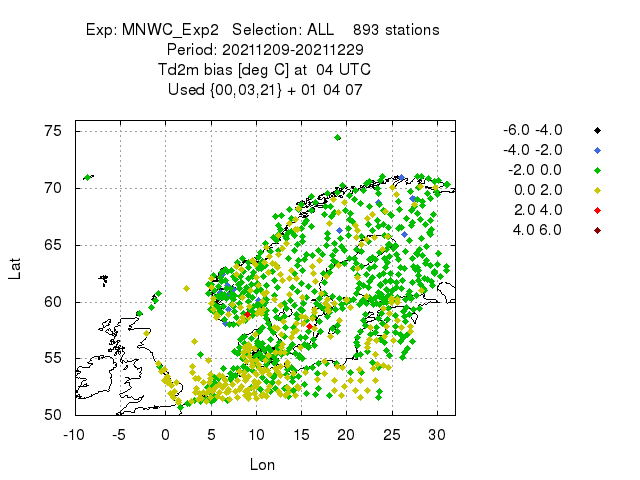 Exp: MNWC_Exp2 Selection: ALL 893 stations
Period: 20211209-20211229
Td2m bias [deg C] at 04 UTC
Used {00,03,21} + 01 04 07
-6.0 -4.0
-4.0 -2.0
-2.0 0.0
0.0 2.0
2.0 4.0
4.0 6.0
75
70
65
60
55
50
Lat
-10 -5 0 5 10 15 20 25 30
Lon